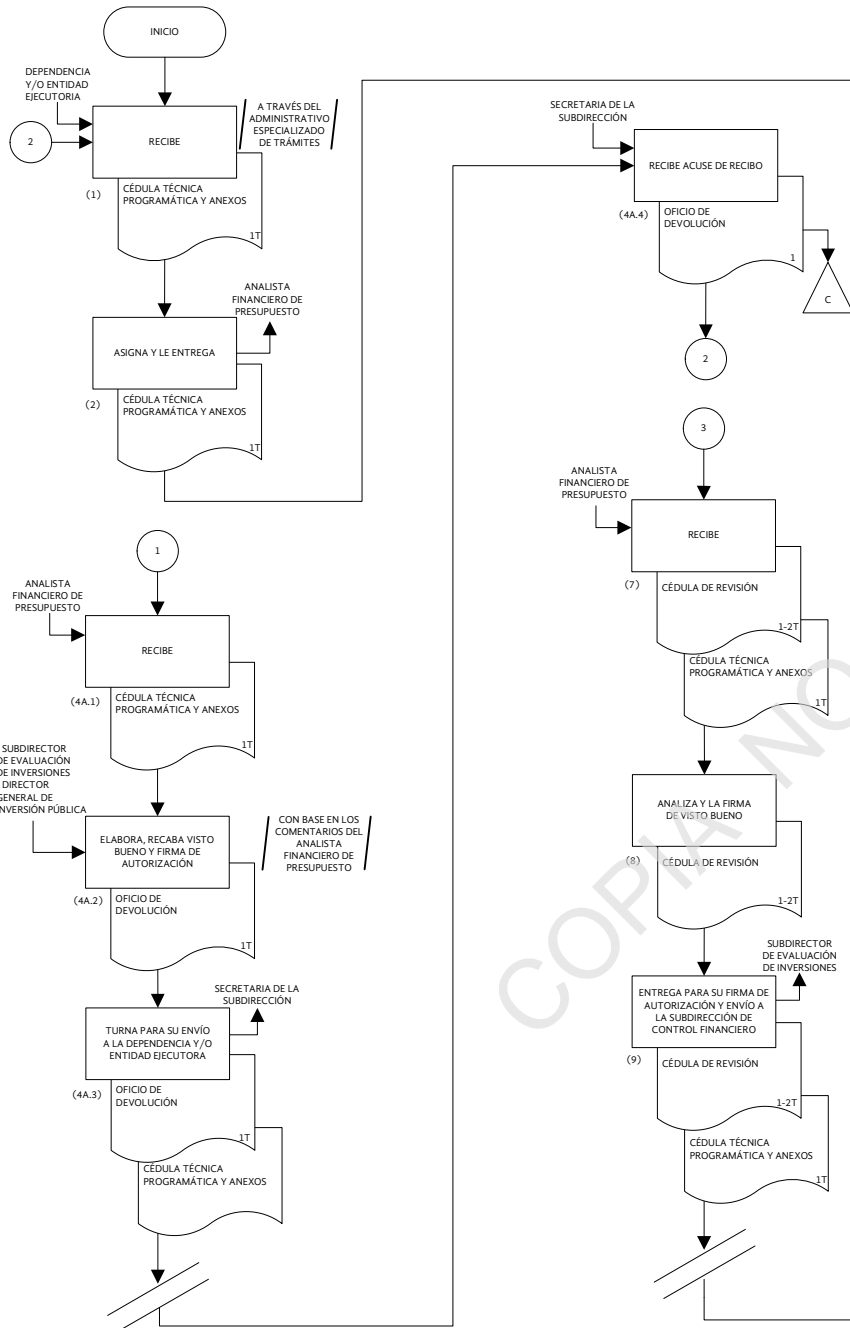 INICIO
DEPENDENCIA
Y/O ENTIDAD
EJECUTORIA
2
RECIBE
A TRAVÉS DEL
ADMINISTRATIVO
ESPECIALIZADO
DE TRÁMITES
(1)
CÉDULA TÉCNICA
PROGRAMÁTICA Y ANEXOS
1T
ANALISTA
FINANCIERO DE
PRESUPUESTO
ASIGNA Y LE ENTREGA
(2)
CÉDULA TÉCNICA
PROGRAMÁTICA Y ANEXOS
1T
1
ANALISTA
FINANCIERO DE
PRESUPUESTO
RECIBE
(4A.1)
CÉDULA TÉCNICA
PROGRAMÁTICA Y ANEXOS
1T
SUBDIRECTOR
DE EVALUACIÓN
DE INVERSIONES
DIRECTOR
GENERAL DE
INVERSIÓN PÚBLICA
ELABORA, RECABA VISTO
BUENO Y FIRMA DE
AUTORIZACIÓN
CON BASE EN LOS
COMENTARIOS DEL
ANALISTA
FINANCIERO DE
PRESUPUESTO
(4A.2)
OFICIO DE
DEVOLUCIÓN
1T
SECRETARIA DE LA
SUBDIRECCIÓN
TURNA PARA SU ENVÍO
A LA DEPENDENCIA Y/O
ENTIDAD EJECUTORA
(4A.3)
OFICIO DE
DEVOLUCIÓN
1T
CÉDULA TÉCNICA
PROGRAMÁTICA Y ANEXOS
SECRETARIA DE LA
SUBDIRECCIÓN
RECIBE ACUSE DE RECIBO
(4A.4)
OFICIO DE
DEVOLUCIÓN
1
C
2
3
ANALISTA
FINANCIERO DE
PRESUPUESTO
RECIBE
(7)
CÉDULA DE REVISIÓN
1-2T
CÉDULA TÉCNICA
PROGRAMÁTICA Y ANEXOS
1T
ANALIZA Y LA FIRMA
DE VISTO BUENO
(8)
CÉDULA DE REVISIÓN
1-2T
SUBDIRECTOR
DE EVALUACIÓN
DE INVERSIONES
ENTREGA PARA SU FIRMA DE
AUTORIZACIÓN Y ENVÍO A
LA SUBDIRECCIÓN DE
CONTROL FINANCIERO
(9)
CÉDULA DE REVISIÓN
1-2T
CÉDULA TÉCNICA
PROGRAMÁTICA Y ANEXOS
1T
COPIA NO